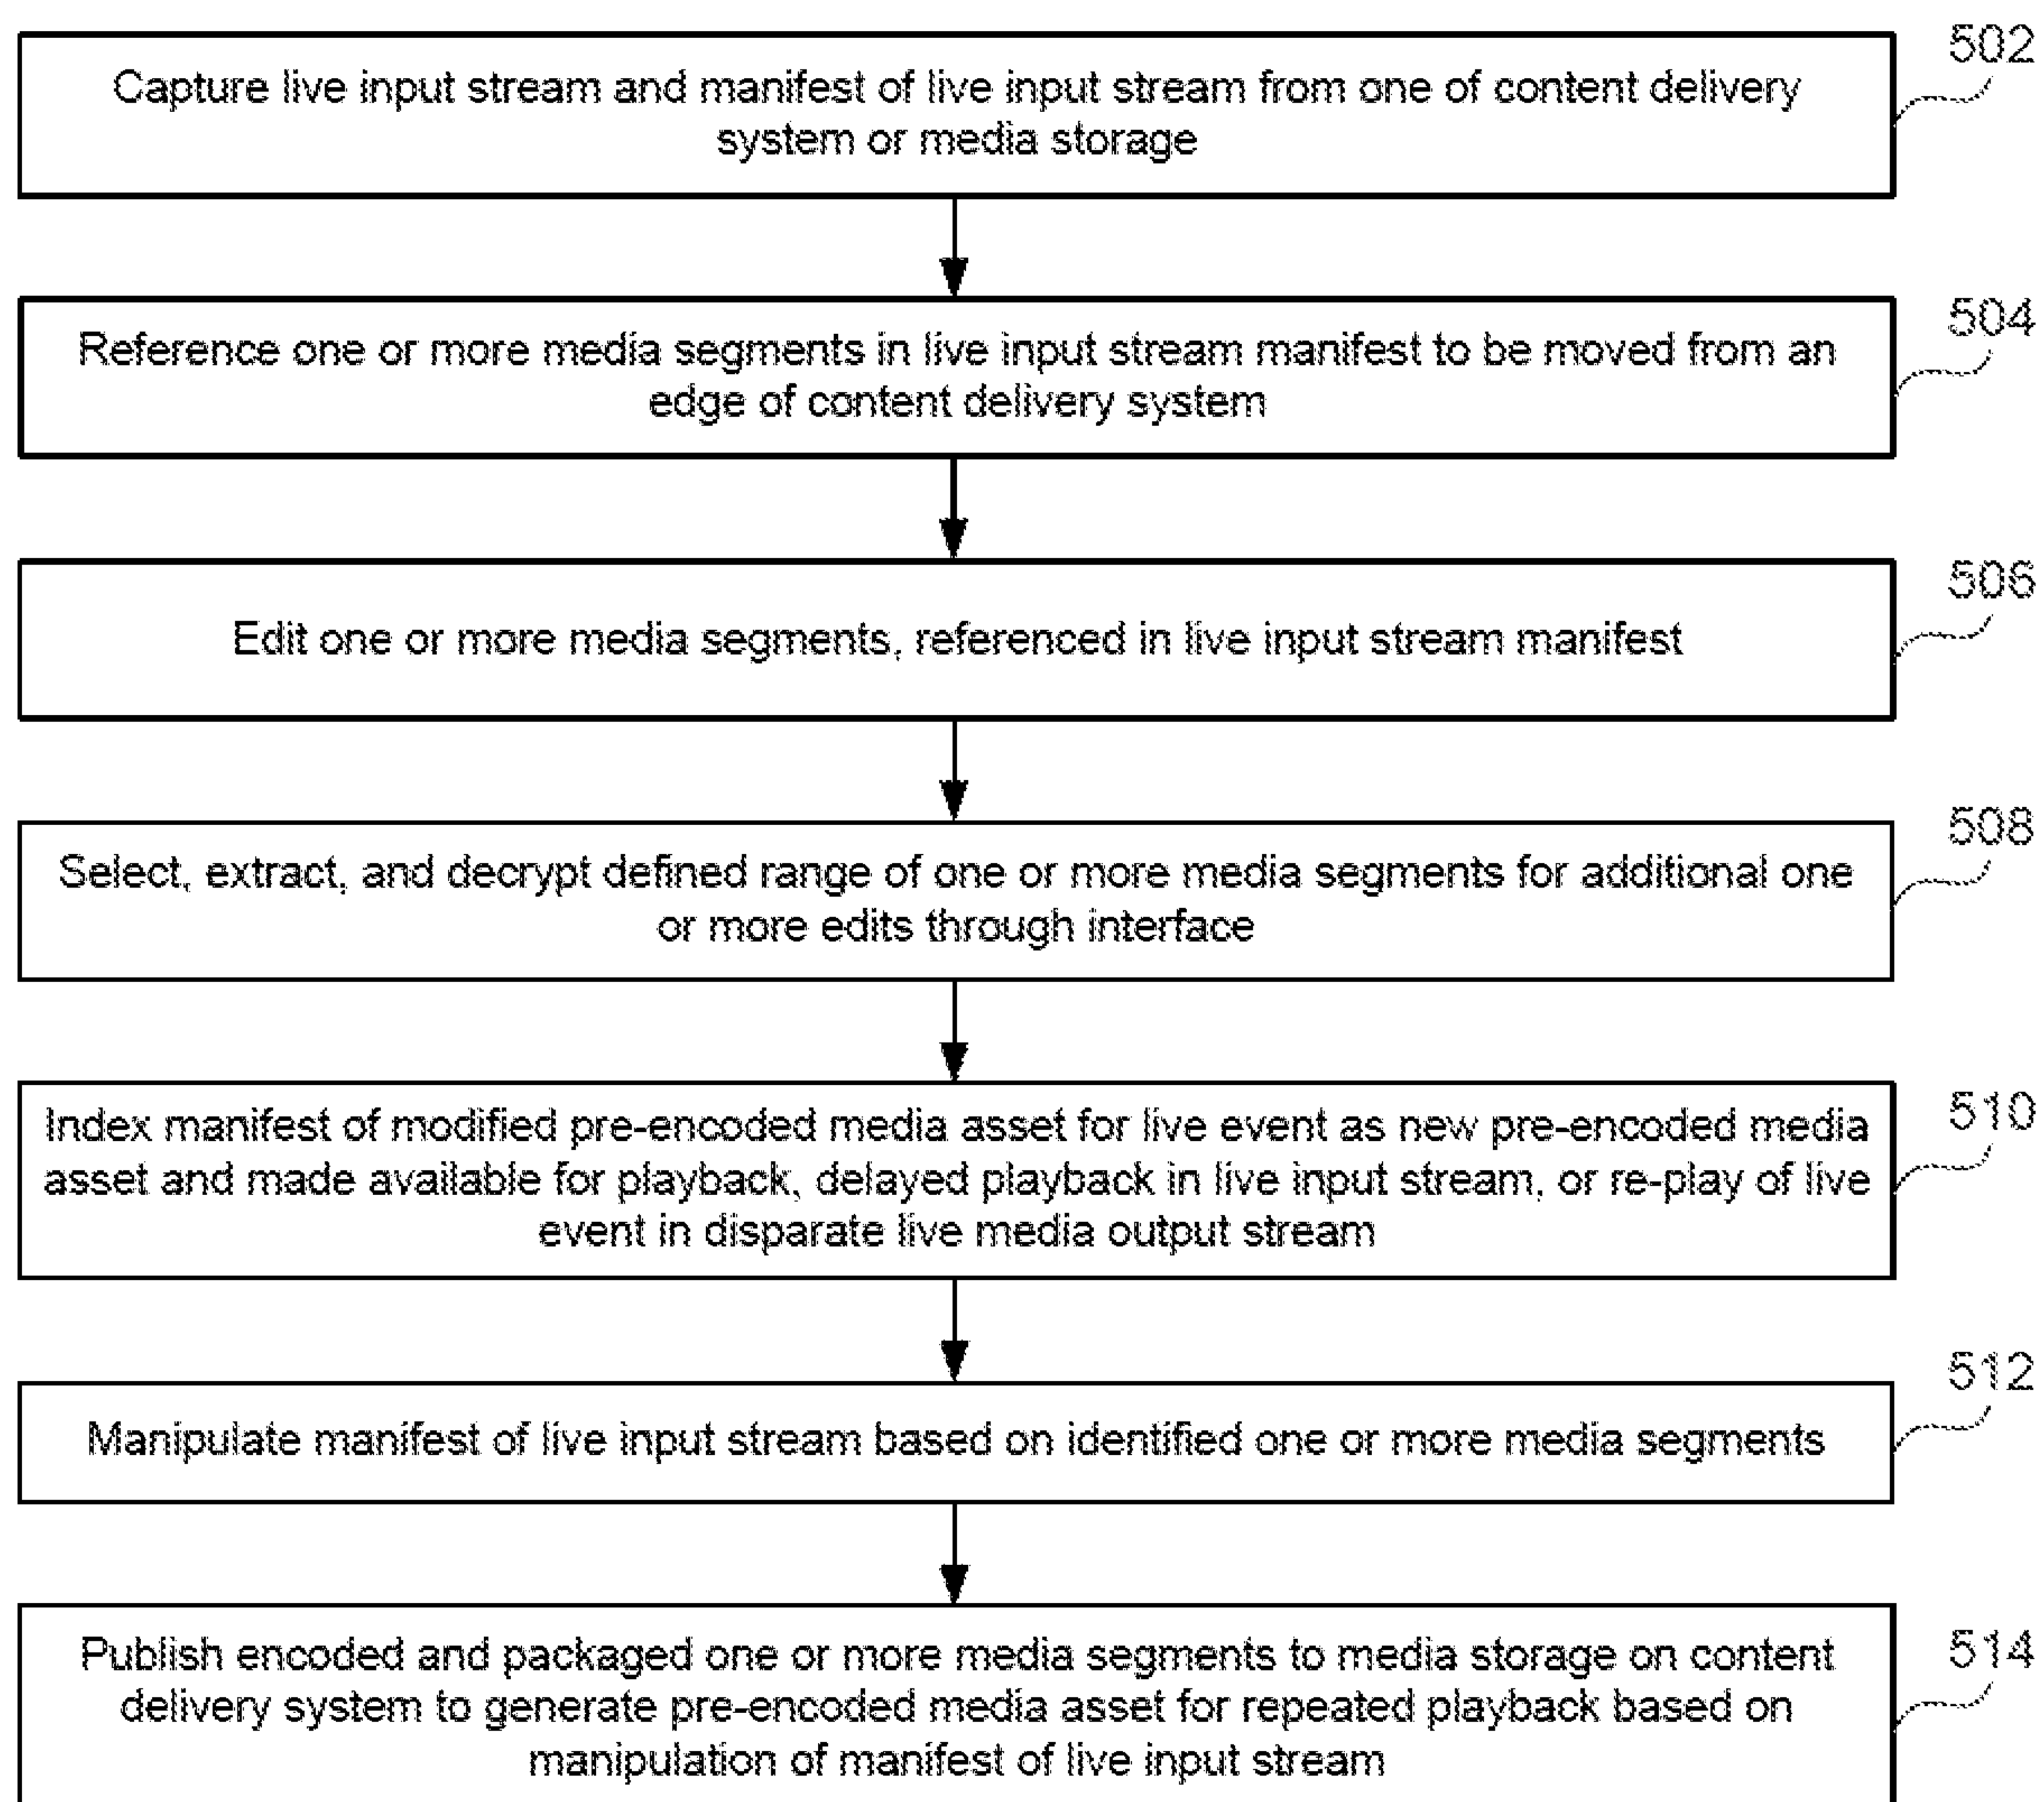 502
Capture live input stream and manifest of live input stream from one of content delivery
system or media storage
504
Reference one or more media segments in live input stream manifest to be moved from an
edge of content delivery system
506
Edit one or more media segments, referenced in live input stream manifest
508
Select, extract, and decrypt defined range of one or more media segments for additional one
or more edits through interface
510
Index manifest of modified pre-encoded media asset for live event as new pre-encoded media
asset and made available for playback, delayed playback in live input stream, or re-play of live
event in disparate live media output stream
512
Manipulate manifest of live input stream based on identified one or more media segments
514
Publish encoded and packaged one or more media segments to media storage on content
delivery system to generate pre-encoded media asset for repeated playback based on
manipulation of manifest of live input stream